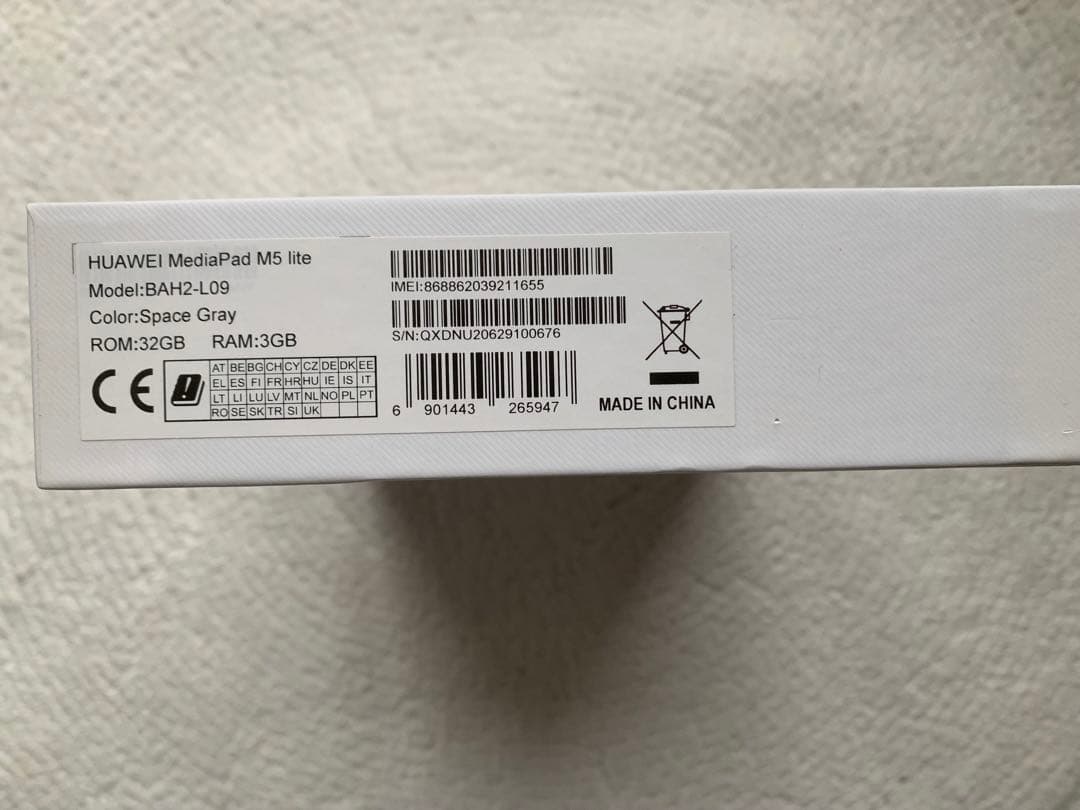 HUAWEI MediaPad M5 lite
Model:BAH2-L09
Color:Space Gray
ROM:32GB RAM:3GB
CE
AT BE BG CH CY CZ DE DK EE
EL ES FI FR HR HU IE IS IT
LT LI LU LV MT NL NO PL PT
RO SE SK TR SI UK
IMEI:868862039211655
S/N:QXDNU20629100676
6 901443 265947
MADE IN CHINA